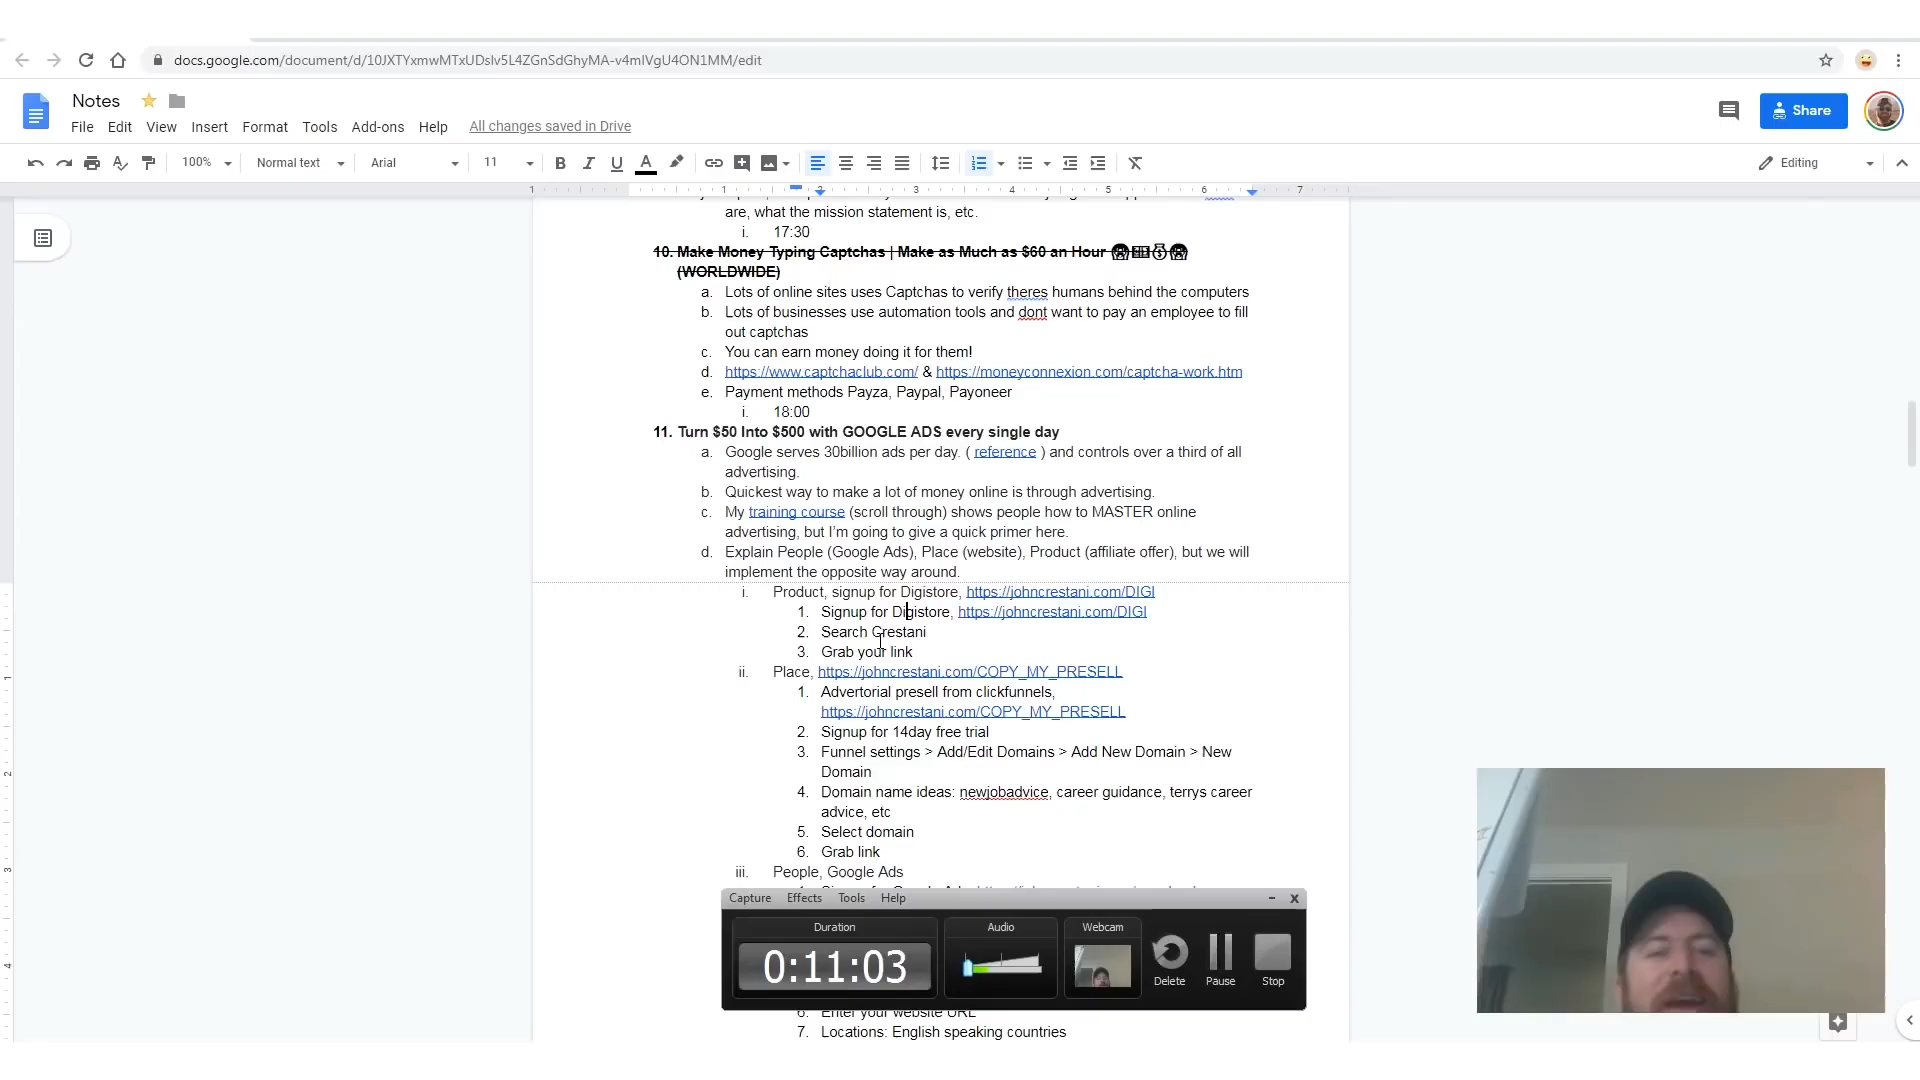 docs.google.com/document/d/10JXTYxmwMTxUDslv5L4ZGnSdGhyMA-v4mlVgU4ON1MM/edit
Notes
File Edit View Insert Format Tools Add-ons Help All changes saved in Drive
Share
100% Normal text Arial 11 Editing
1 1 2 3 4 5 6 7
are, what the mission statement is, etc.
i. 17:30
10. Make Money Typing Captchas | Make as Much as $60 an Hour
(WORLDWIDE)
a. Lots of online sites uses Captchas to verify theres humans behind the computers
b. Lots of businesses use automation tools and dont want to pay an employee to fill
out captchas
c. You can earn money doing it for them!
d. https://www.captchaclub.com/ & https://moneyconnexion.com/captcha-work.htm
e. Payment methods Payza, Paypal, Payoneer
i. 18:00
11. Turn $50 Into $500 with GOOGLE ADS every single day
a. Google serves 30billion ads per day. ( reference ) and controls over a third of all
advertising.
b. Quickest way to make a lot of money online is through advertising.
c. My training course (scroll through) shows people how to MASTER online
advertising, but I'm going to give a quick primer here.
d. Explain People (Google Ads), Place (website), Product (affiliate offer), but we will
implement the opposite way around.
i. Product, signup for Digistore, https://johncrestani.com/DIGI
1. Signup for Digistore, https://johncrestani.com/DIGI
2. Search Crestani
3. Grab your link
ii. Place, https://johncrestani.com/COPY_MY_PRESELL
1. Advertorial presell from clickfunnels,
https://johncrestani.com/COPY_MY_PRESELL
2. Signup for 14day free trial
3. Funnel settings > Add/Edit Domains > Add New Domain > New
Domain
4. Domain name ideas: newjobadvice, career guidance, terrys career
advice, etc
5. Select domain
6. Grab link
iii. People, Google Ads
Capture Effects Tools Help
Duration Audio Webcam
0:11:03
Delete Pause Stop
6. Enter your website URL
7. Locations: English speaking countries
1
2
3
4